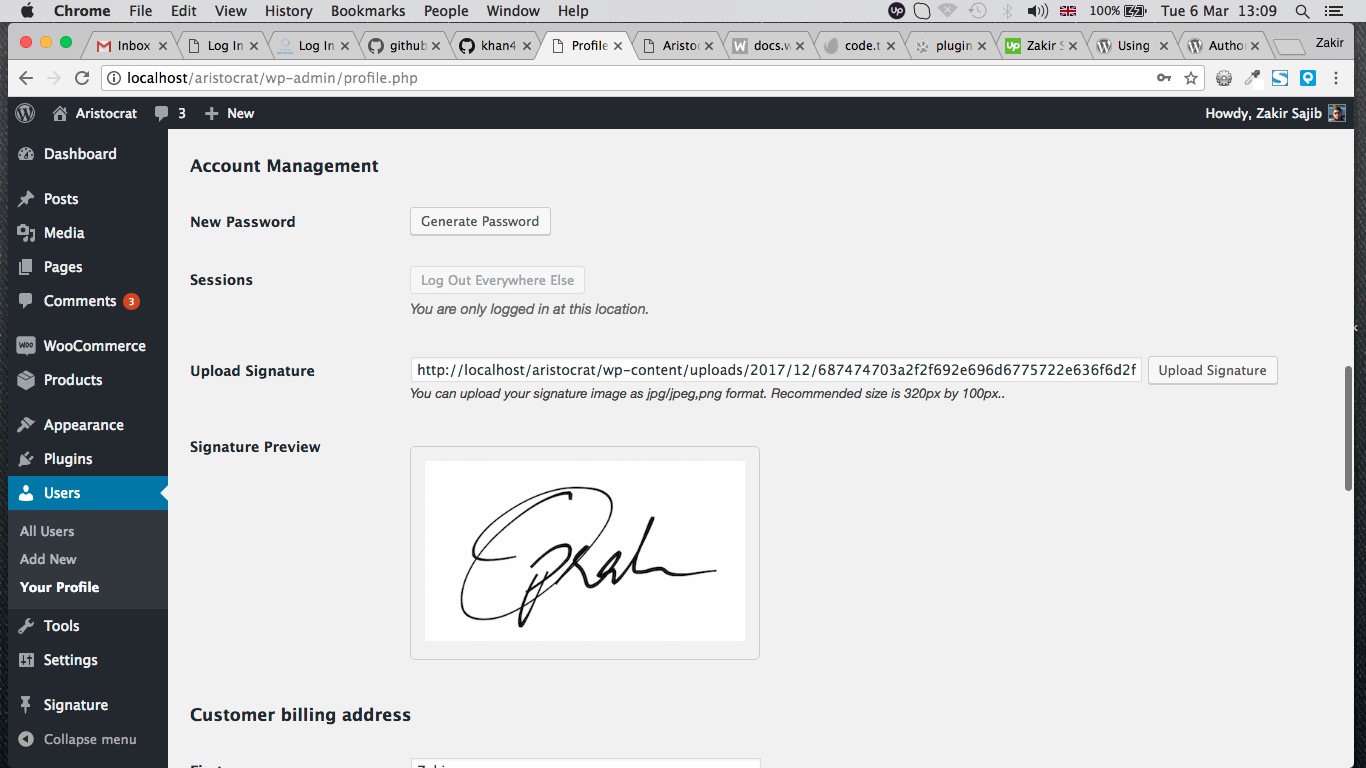 Chrome File Edit View History Bookmarks People Window Help Up 100% Tue 6 Mar 13:09
Inbox Log In Log In github khan4 Profile Aristoc docs.w code.t plugin Up Zakir S Using Autho Zakir
localhost/aristocrat/wp-admin/profile.php
Aristocrat 3 New Howdy, Zakir Sajib
Dashboard
Posts
Media
Pages
Comments 3
WooCommerce
Products
Appearance
Plugins
Users
All Users
Add New
Your Profile
Tools
Settings
Signature
Collapse menu
Account Management
New Password Generate Password
Sessions Log Out Everywhere Else
You are only logged in at this location.
Upload Signature http://localhost/aristocrat/wp-content/uploads/2017/12/687474703a2f2f692e696d6775722e636f6d2f Upload Signature
You can upload your signature image as jpg/jpeg,png format. Recommended size is 320px by 100px..
Signature Preview
Customer billing address